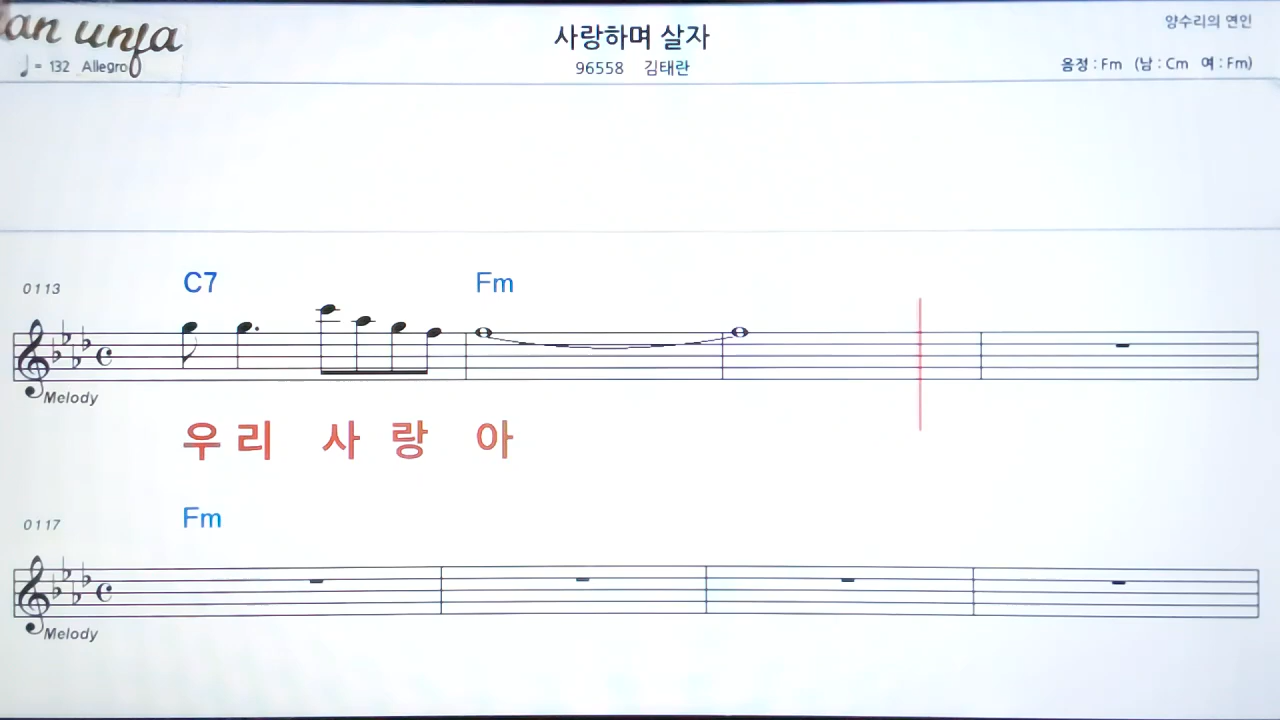 an unfa
♩= 132 Allegro
사랑하며 살자
96558 김태란
양수리의 연인
음정 : Fm (남 : Cm 여 : Fm)
0113
C7 Fm
Melody
우리 사랑 아
0117
Fm
Melody